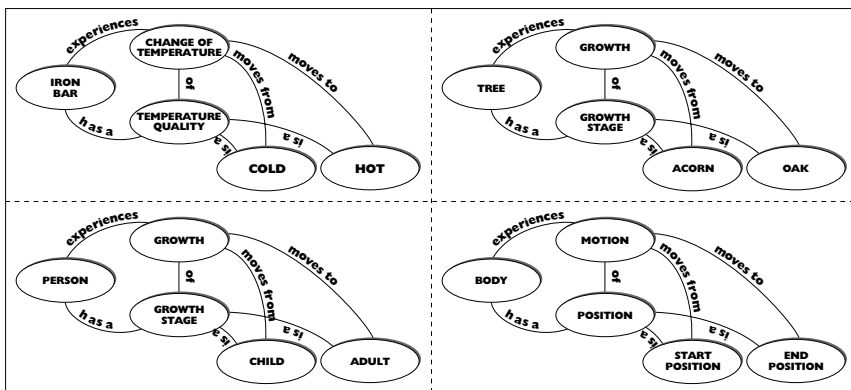 experiences
CHANGE OF
TEMPERATURE
moves to
moves from
IRON
BAR
of
has a
TEMPERATURE
QUALITY
is a
is a
COLD
HOT
experiences
GROWTH
moves to
moves from
TREE
of
has a
GROWTH
STAGE
is a
is a
ACORN
OAK
experiences
GROWTH
moves to
moves from
PERSON
of
has a
GROWTH
STAGE
is a
is a
CHILD
ADULT
experiences
MOTION
moves to
moves from
BODY
of
has a
POSITION
is a
is a
START
POSITION
END
POSITION